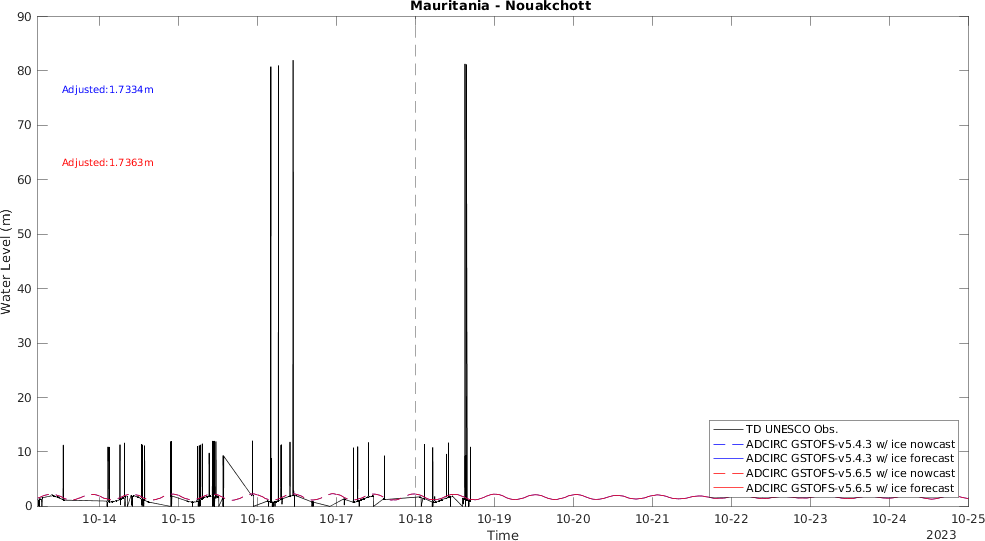 Mauritania - Nouakchott
90
80
70
60
50
40
30
20
10
0
Water Level (m)
Adjusted:1.7334m
Adjusted:1.7363m
TD UNESCO Obs.
ADCIRC GSTOFS-v5.4.3 w/ ice nowcast
ADCIRC GSTOFS-v5.4.3 w/ ice forecast
ADCIRC GSTOFS-v5.6.5 w/ ice nowcast
ADCIRC GSTOFS-v5.6.5 w/ ice forecast
10-14 10-15 10-16 10-17 10-18 10-19 10-20 10-21 10-22 10-23 10-24 10-25
Time
2023